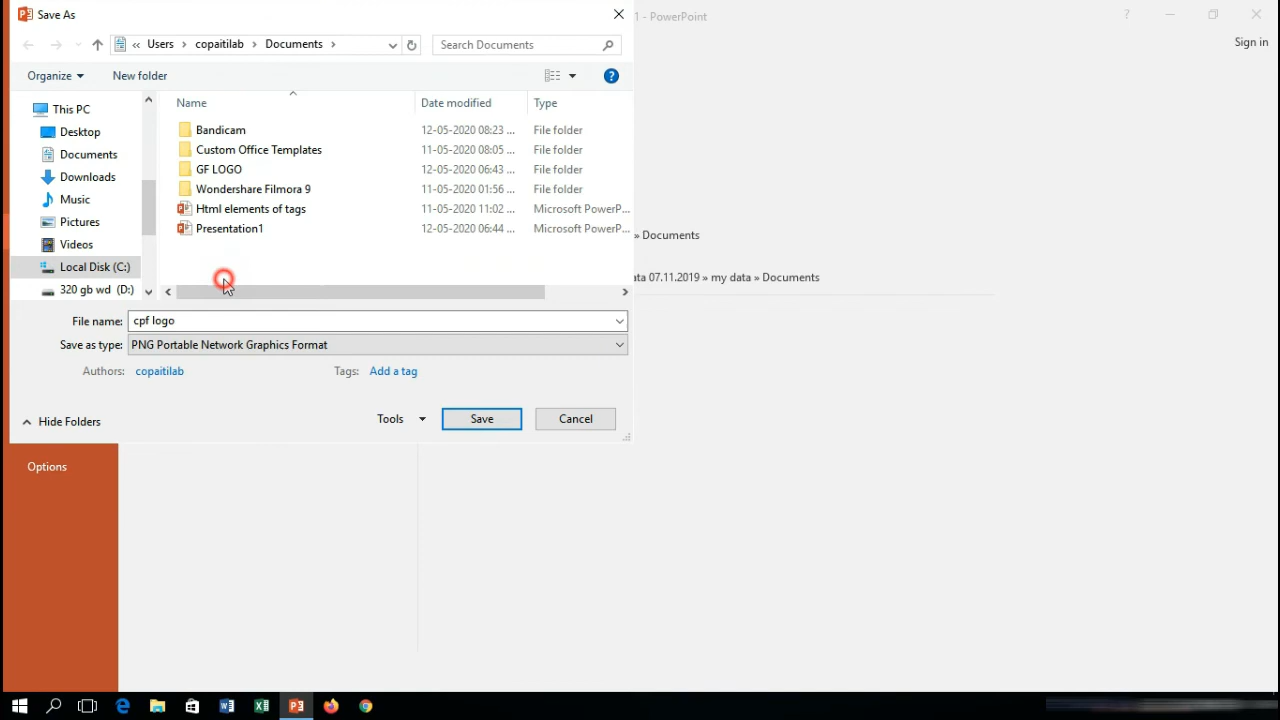 Save As
1 - PowerPoint
?
« Users > copaitilab > Documents >
Search Documents
Sign in
Organize
New folder
?
Name
Date modified
Type
This PC
Desktop
Documents
Downloads
Music
Pictures
Videos
Local Disk (C:)
320 gb wd (D:)
Bandicam 12-05-2020 08:23 ... File folder
Custom Office Templates 11-05-2020 08:05 ... File folder
GF LOGO 12-05-2020 06:43 ... File folder
Wondershare Filmora 9 11-05-2020 01:56 ... File folder
Html elements of tags 11-05-2020 11:02 ... Microsoft PowerP...
Presentation1 12-05-2020 06:44 ... Microsoft PowerP...
» Documents
ata 07.11.2019 » my data » Documents
File name: cpf logo
Save as type: PNG Portable Network Graphics Format
Authors: copaitilab
Tags: Add a tag
Hide Folders
Tools
Save
Cancel
Options